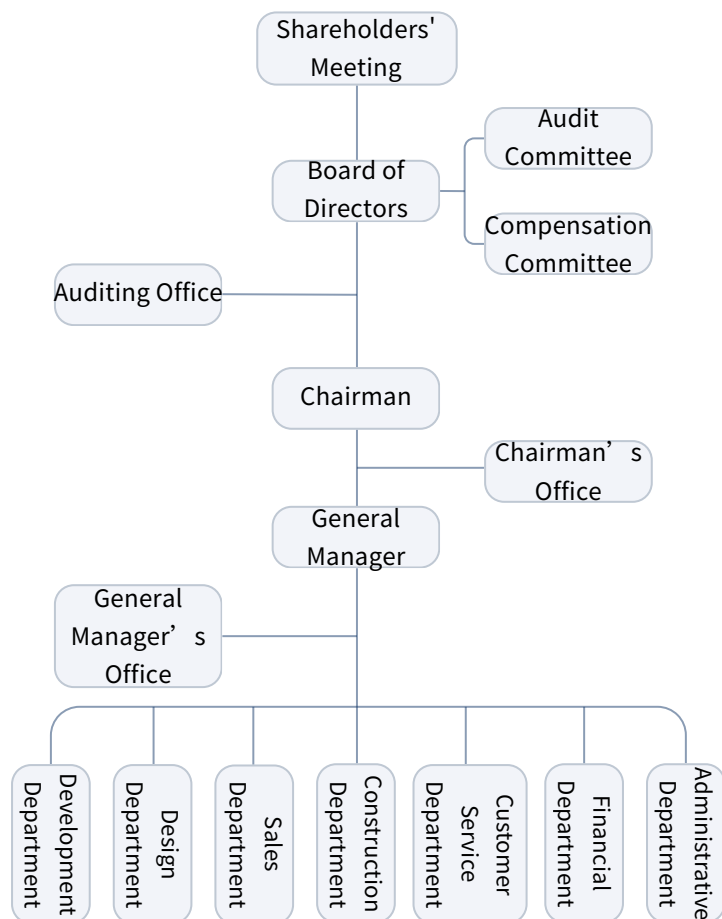 Shareholders'
Meeting
Audit
Committee
Board of
Directors
Compensation
Committee
Auditing Office
Chairman
Chairman’s
Office
General
Manager
General
Manager’s
Office
Development
Department
Design
Department
Sales
Department
Construction
Department
Customer
Service
Department
Financial
Department
Administrative
Department